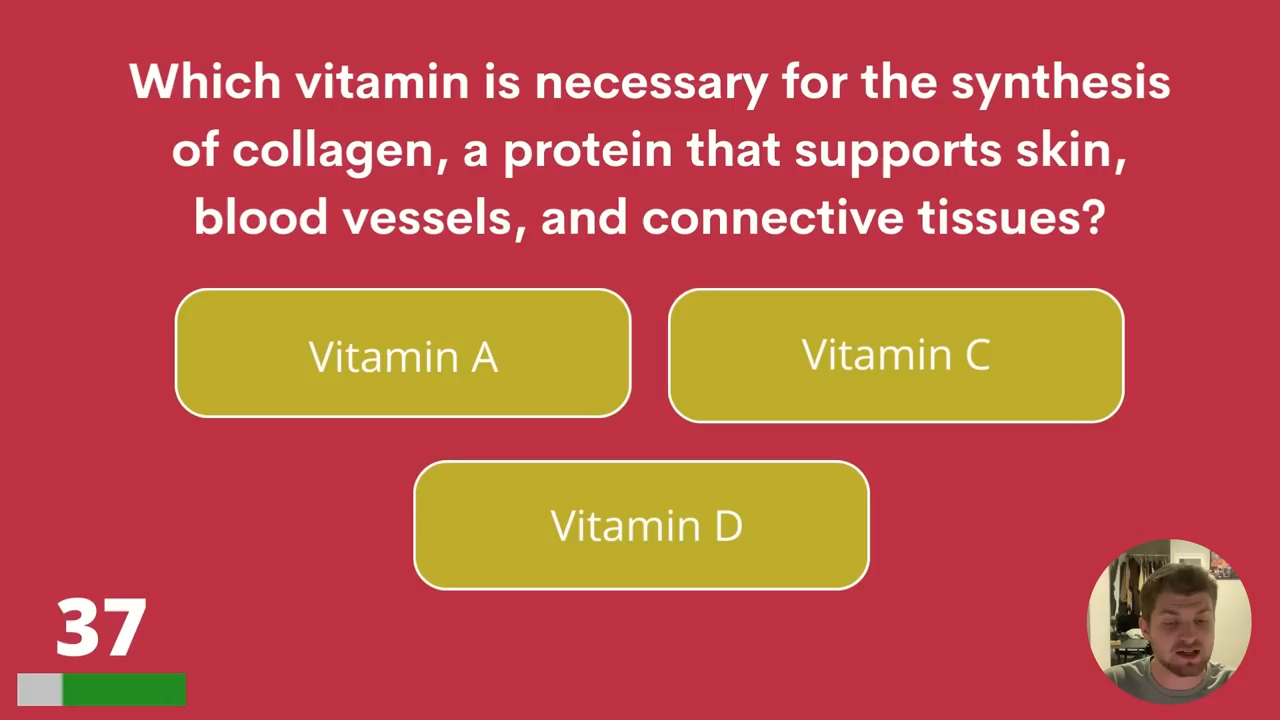 Which vitamin is necessary for the synthesis
of collagen, a protein that supports skin,
blood vessels, and connective tissues?
Vitamin A
Vitamin C
Vitamin D
37